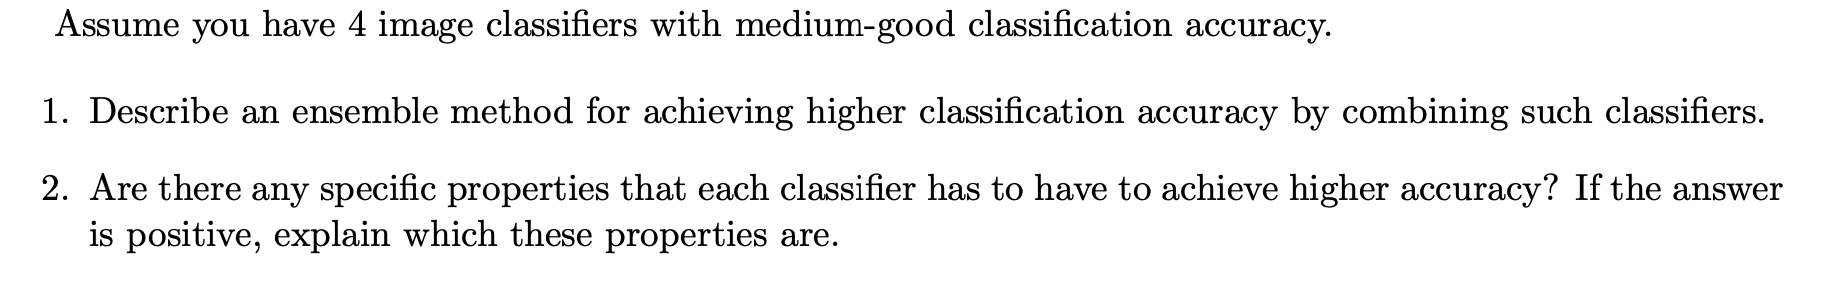 Assume you have 4 image classifiers with medium-good classification accuracy.
1. Describe an ensemble method for achieving higher classification accuracy by combining such classifiers.
2. Are there any specific properties that each classifier has to have to achieve higher accuracy? If the answer
is positive, explain which these properties are.